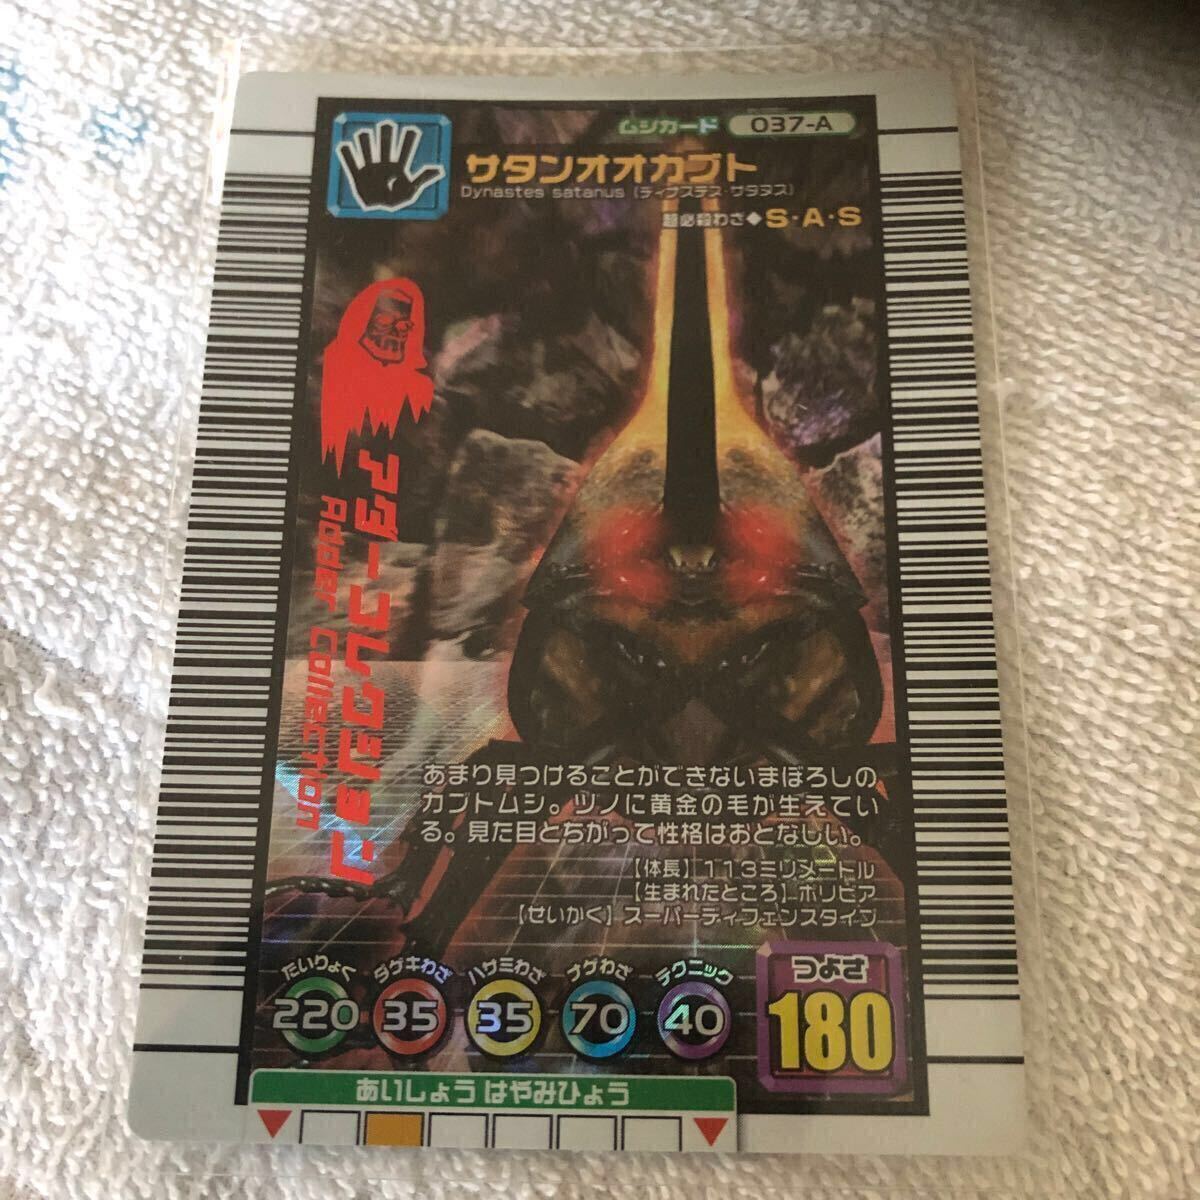 ムシカード 037-A
サタンオオカブト
Dynastes satanus (ディナステス・サタヌス)
超必殺わざ◆S・A・S
アダーコレクション
Adder Collection
あまり見つけることができないまぼろしの
カブトムシ。ツノに黄金の毛が生えてい
る。見た目とちがって性格はおとなしい。
【体長】113ミリメートル
【生まれたところ】ボリビア
【せいかく】スーパーディフェンスタイプ
たいりょく ダゲキわざ ハサミわざ ナゲわざ テクニック つよさ
220 35 35 70 40 180
あいしょう はやみひょう